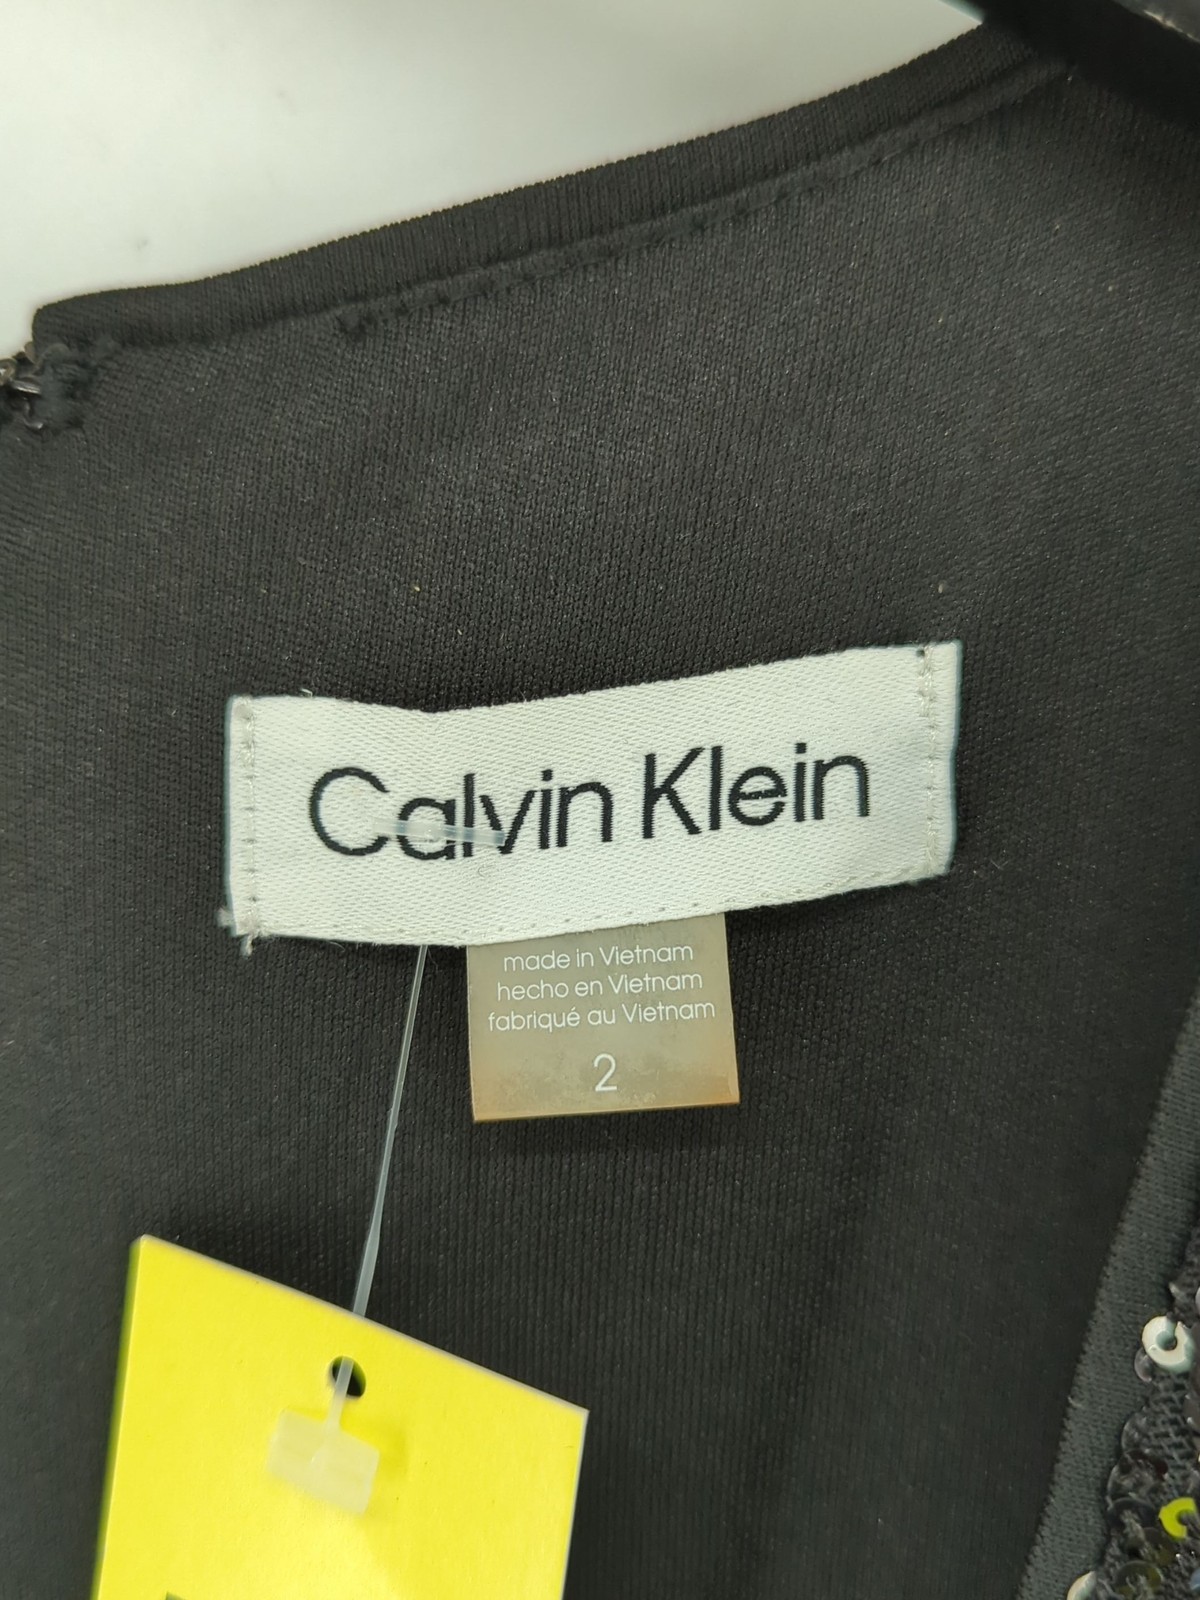 Calvin Klein
made in Vietnam
hecho en Vietnam
fabriqué au Vietnam
2